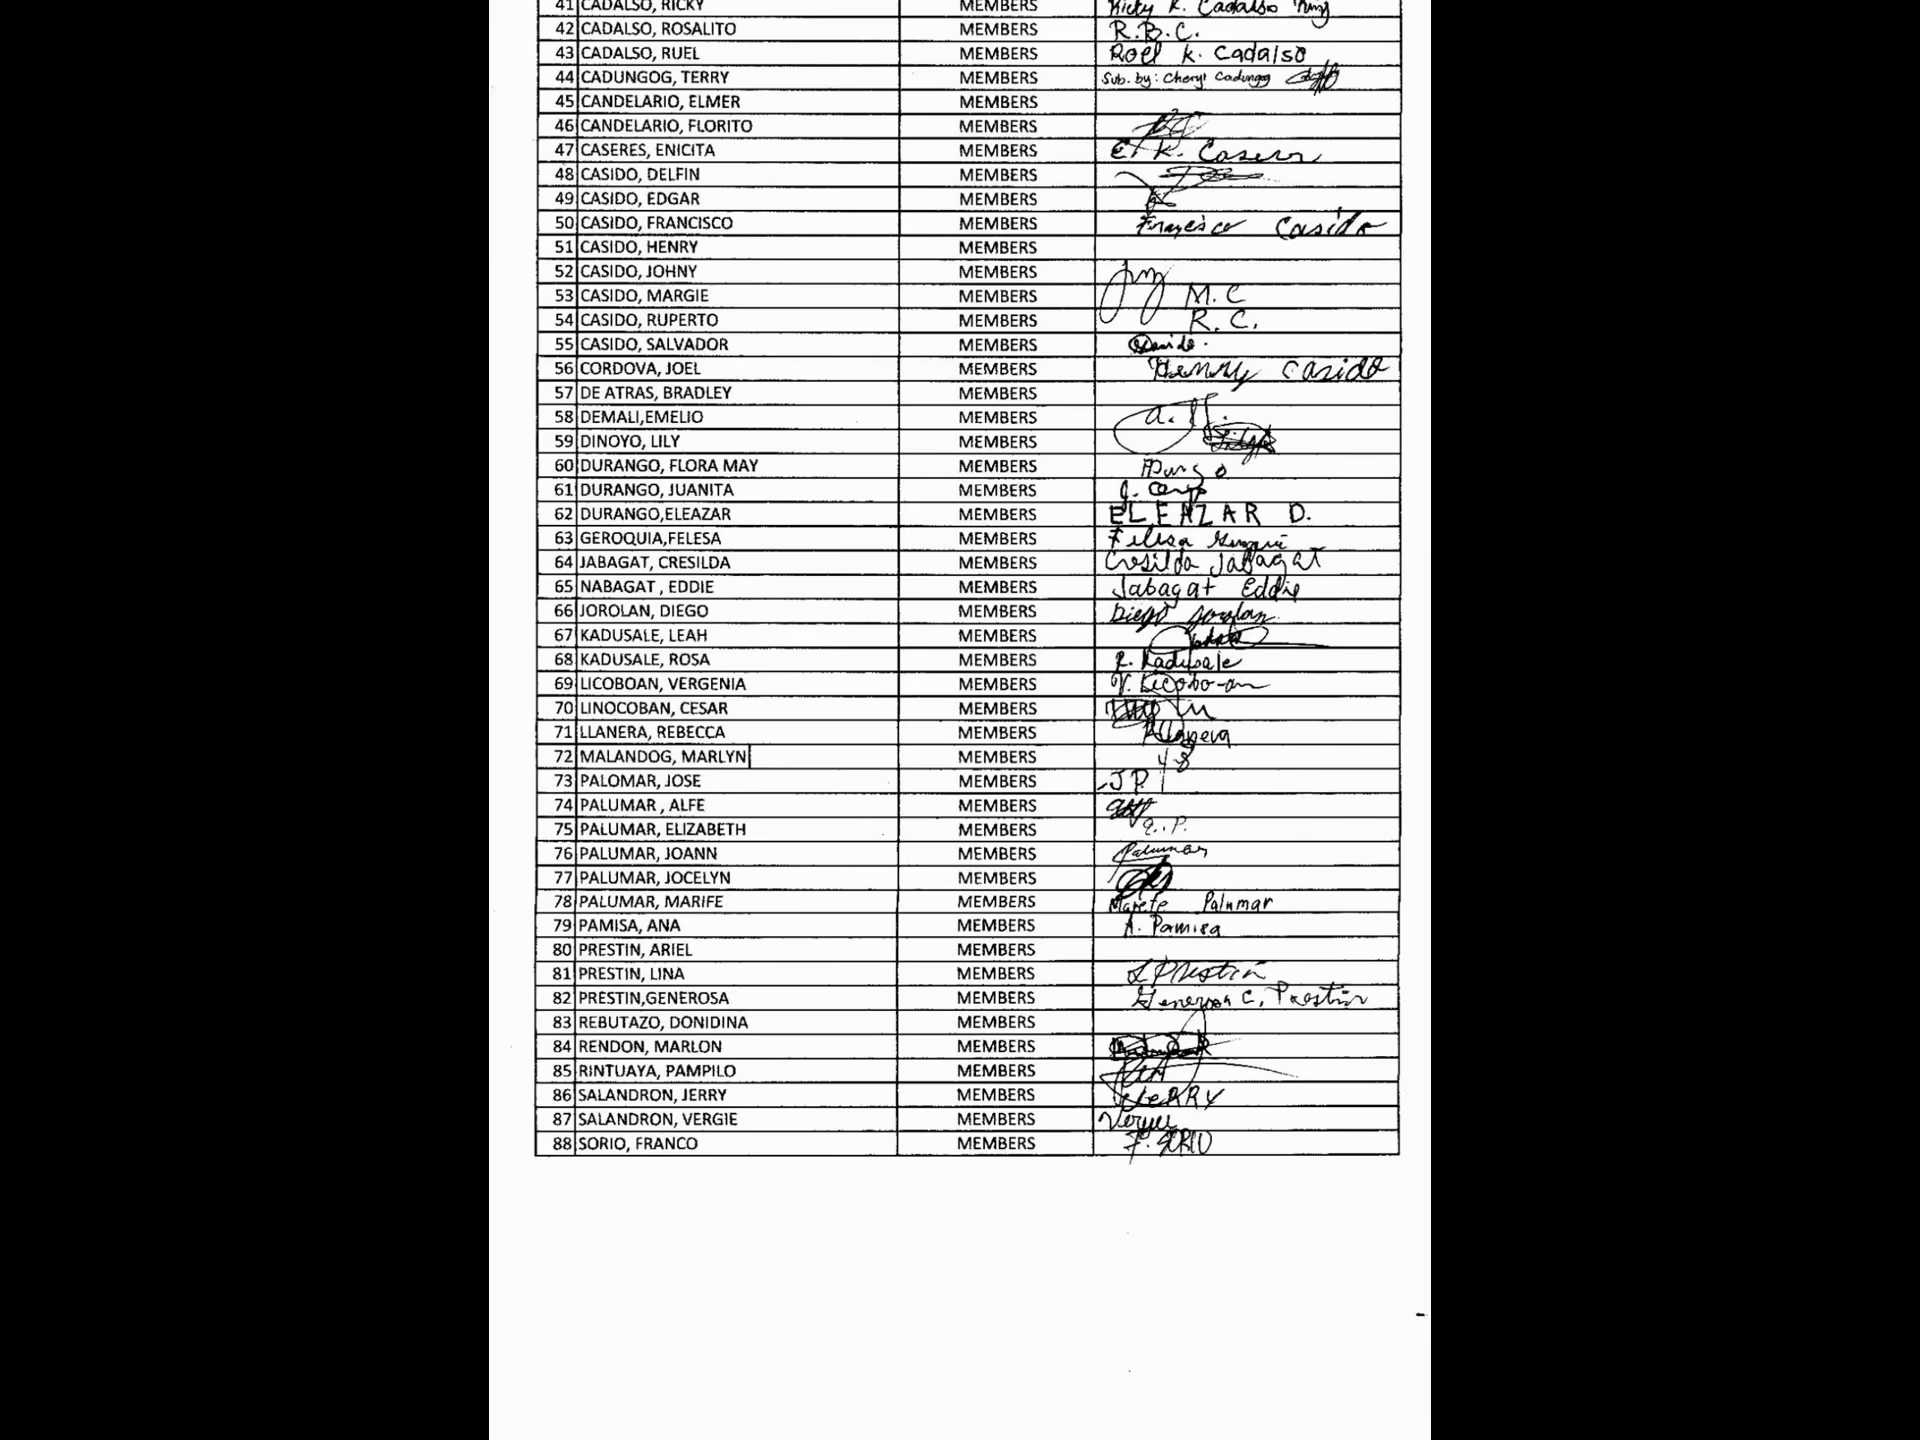 41 CADALSO, RICKY MEMBERS Ricky K. Cadalso
42 CADALSO, ROSALITO MEMBERS R.B.C.
43 CADALSO, RUEL MEMBERS Roel K. Cadalso
44 CADUNGOG, TERRY MEMBERS Sub. by: Cheryl Cadungog
45 CANDELARIO, ELMER MEMBERS
46 CANDELARIO, FLORITO MEMBERS
47 CASERES, ENICITA MEMBERS E. K. Caseres
48 CASIDO, DELFIN MEMBERS
49 CASIDO, EDGAR MEMBERS
50 CASIDO, FRANCISCO MEMBERS Francisco Casido
51 CASIDO, HENRY MEMBERS
52 CASIDO, JOHNY MEMBERS
53 CASIDO, MARGIE MEMBERS M.C
54 CASIDO, RUPERTO MEMBERS R.C.
55 CASIDO, SALVADOR MEMBERS
56 CORDOVA, JOEL MEMBERS Henry Casido
57 DE ATRAS, BRADLEY MEMBERS
58 DEMALI,EMELIO MEMBERS
59 DINOYO, LILY MEMBERS
60 DURANGO, FLORA MAY MEMBERS
61 DURANGO, JUANITA MEMBERS
62 DURANGO,ELEAZAR MEMBERS ELEAZAR D.
63 GEROQUIA,FELESA MEMBERS Felesa
64 JABAGAT, CRESILDA MEMBERS Cresilda Jabagat
65 NABAGAT , EDDIE MEMBERS Jabagat Eddie
66 JOROLAN, DIEGO MEMBERS Diego Jorolan
67 KADUSALE, LEAH MEMBERS
68 KADUSALE, ROSA MEMBERS R. Kadusale
69 LICOBOAN, VERGENIA MEMBERS V. Licobo-an
70 LINOCOBAN, CESAR MEMBERS
71 LLANERA, REBECCA MEMBERS RLlanera
72 MALANDOG, MARLYN MEMBERS
73 PALOMAR, JOSE MEMBERS J P
74 PALUMAR , ALFE MEMBERS
75 PALUMAR, ELIZABETH MEMBERS
76 PALUMAR, JOANN MEMBERS Palumar
77 PALUMAR, JOCELYN MEMBERS
78 PALUMAR, MARIFE MEMBERS Marefe Palumar
79 PAMISA, ANA MEMBERS A. Pamisa
80 PRESTIN, ARIEL MEMBERS
81 PRESTIN, LINA MEMBERS L Prestin
82 PRESTIN,GENEROSA MEMBERS Generosa C. Prestin
83 REBUTAZO, DONIDINA MEMBERS
84 RENDON, MARLON MEMBERS
85 RINTUAYA, PAMPILO MEMBERS
86 SALANDRON, JERRY MEMBERS JeRRY
87 SALANDRON, VERGIE MEMBERS Vergie
88 SORIO, FRANCO MEMBERS F. SORIO